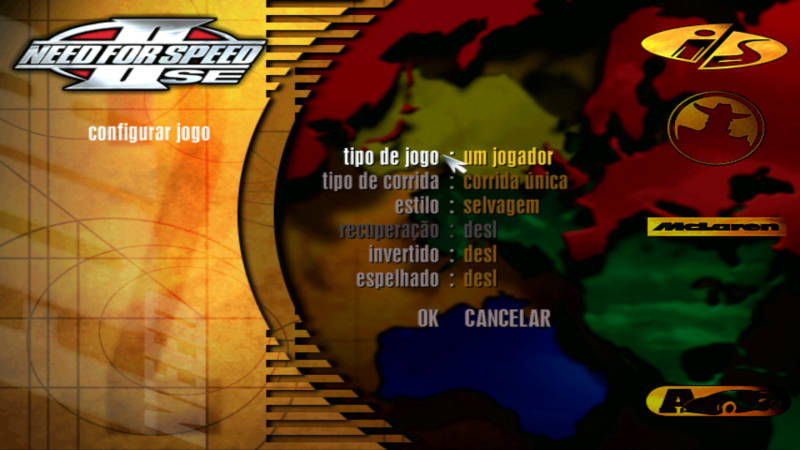 NEED FOR SPEED
II
SE
configurar jogo
tipo de jogo : um jogador
tipo de corrida : corrida única
estilo : selvagem
recuperação : desl
invertido : desl
espelhado : desl
OK CANCELAR
McLaren